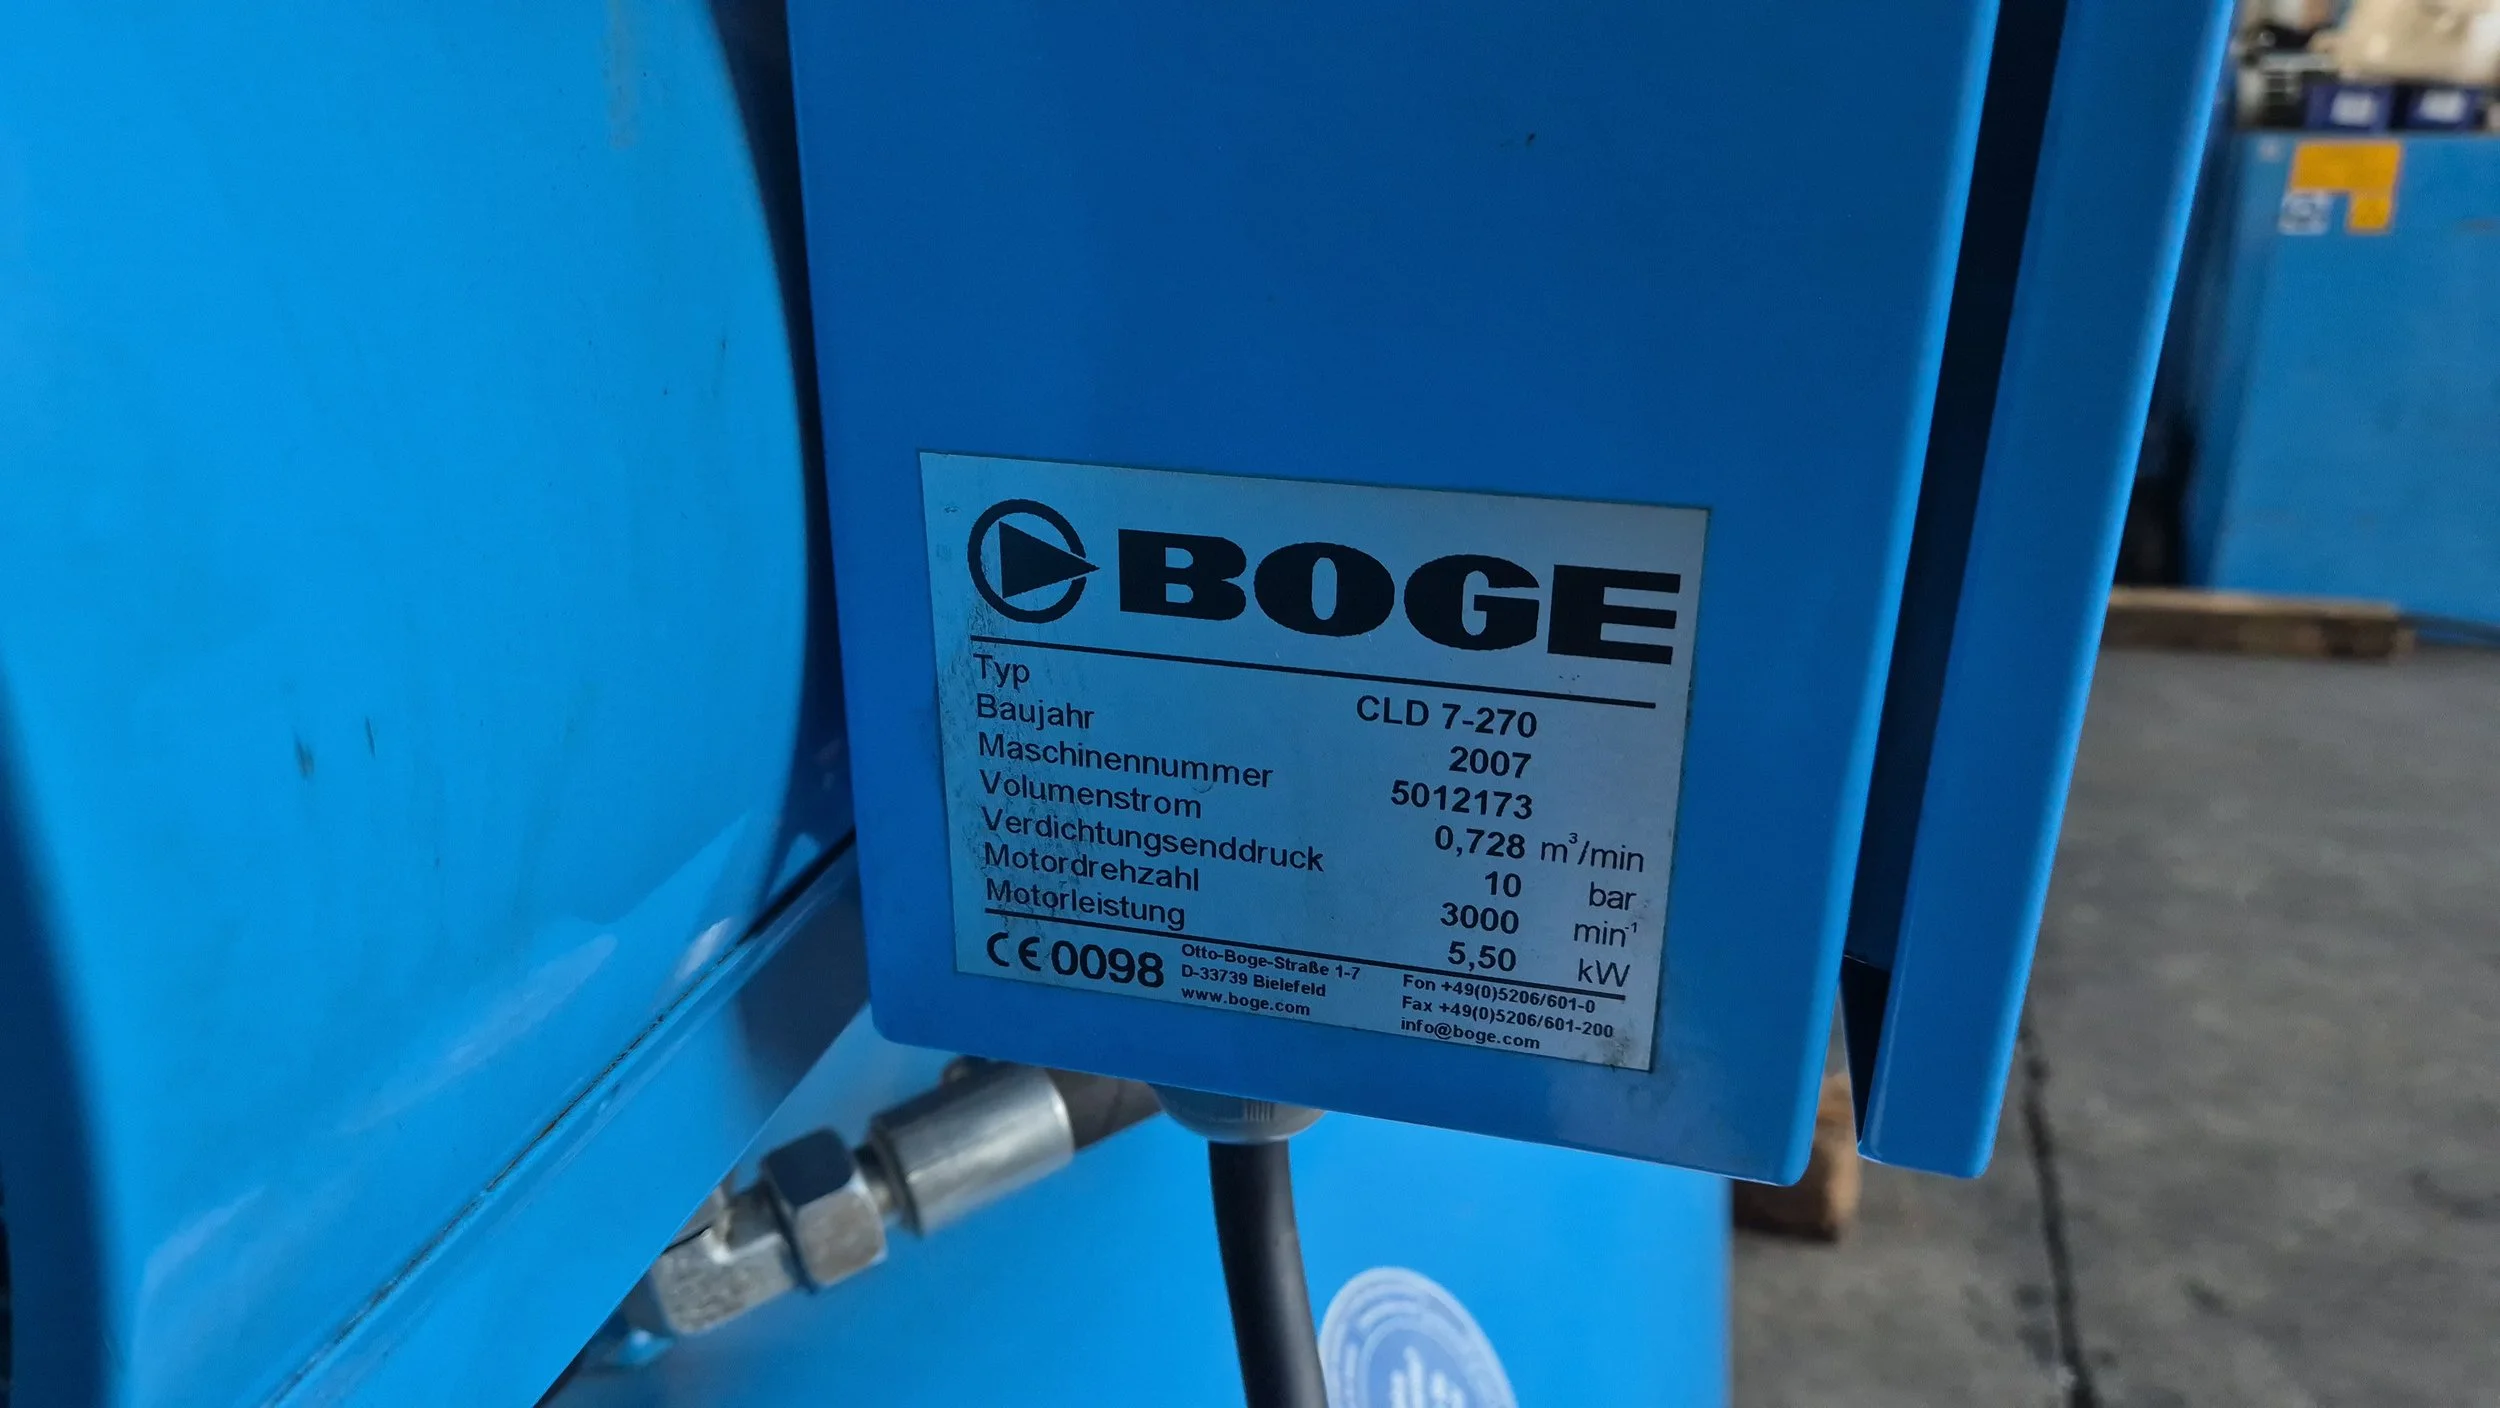 BOGE
Typ CLD 7-270
Baujahr 2007
Maschinennummer 5012173
Volumenstrom 0,728 m³/min
Verdichtungsenddruck 10 bar
Motordrehzahl 3000 min⁻¹
Motorleistung 5,50 kW
CE0098
Otto-Boge-Straße 1-7
D-33739 Bielefeld
www.boge.com
Fon +49(0)5206/601-0
Fax +49(0)5206/601-200
info@boge.com